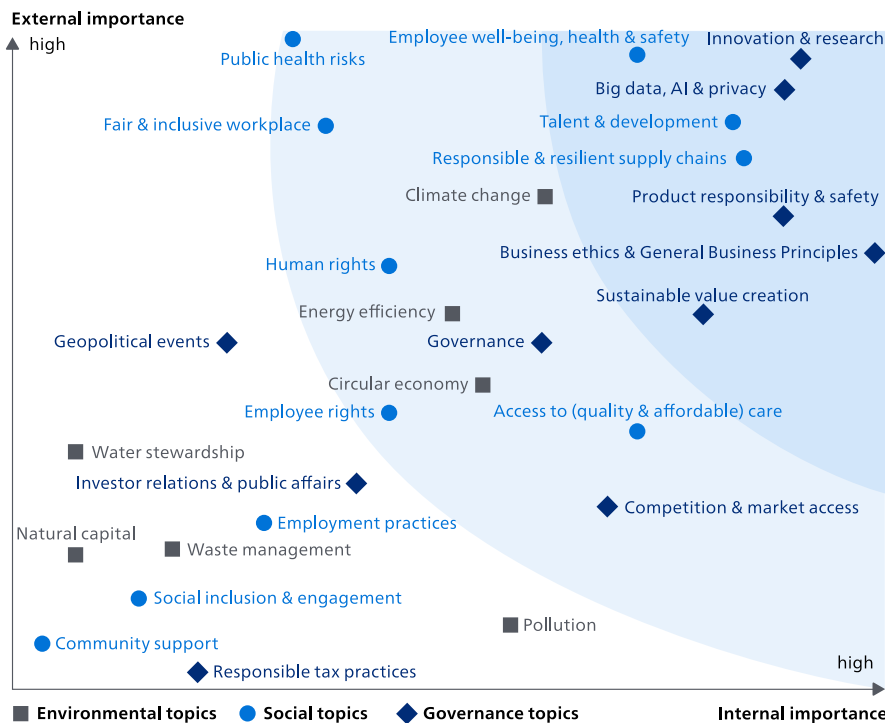 External importance
high
Employee well-being, health & safety
Innovation & research
Public health risks
Big data, AI & privacy
Fair & inclusive workplace
Talent & development
Responsible & resilient supply chains
Climate change
Product responsibility & safety
Business ethics & General Business Principles
Human rights
Sustainable value creation
Energy efficiency
Geopolitical events
Governance
Circular economy
Employee rights
Access to (quality & affordable) care
Water stewardship
Investor relations & public affairs
Competition & market access
Employment practices
Natural capital
Waste management
Social inclusion & engagement
Pollution
Community support
high
Responsible tax practices
Environmental topics
Social topics
Governance topics
Internal importance